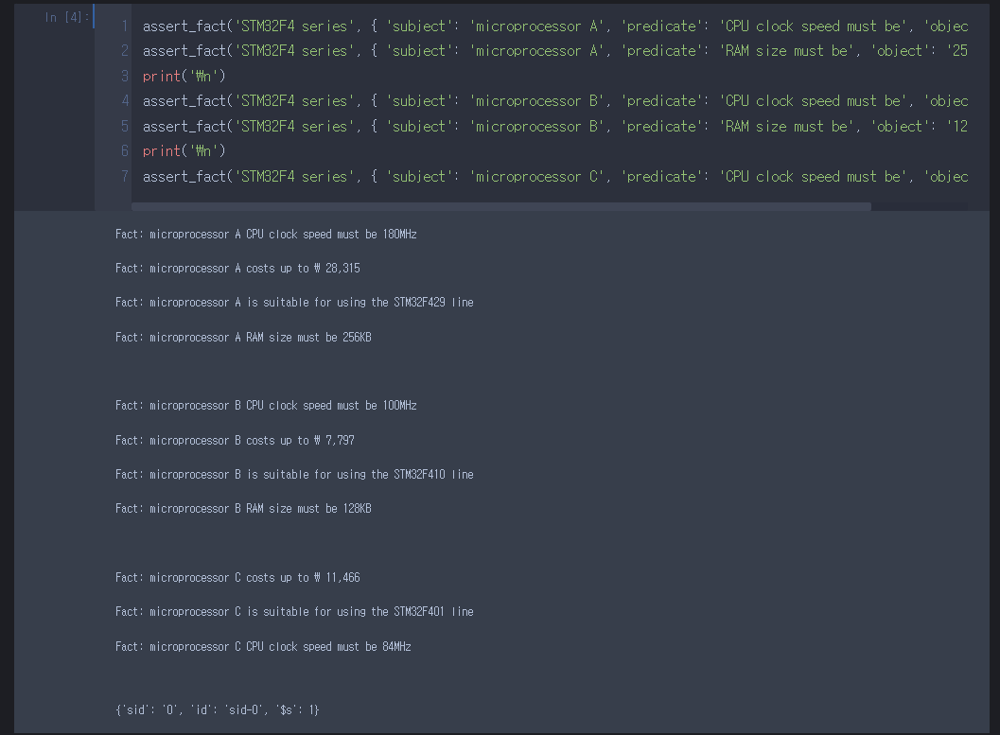 In [4]:
1 assert_fact('STM32F4 series', { 'subject': 'microprocessor A', 'predicate': 'CPU clock speed must be', 'objec
2 assert_fact('STM32F4 series', { 'subject': 'microprocessor A', 'predicate': 'RAM size must be', 'object': '25
3 print('₩n')
4 assert_fact('STM32F4 series', { 'subject': 'microprocessor B', 'predicate': 'CPU clock speed must be', 'objec
5 assert_fact('STM32F4 series', { 'subject': 'microprocessor B', 'predicate': 'RAM size must be', 'object': '12
6 print('₩n')
7 assert_fact('STM32F4 series', { 'subject': 'microprocessor C', 'predicate': 'CPU clock speed must be', 'objec
Fact: microprocessor A CPU clock speed must be 180MHz
Fact: microprocessor A costs up to ₩ 28,315
Fact: microprocessor A is suitable for using the STM32F429 line
Fact: microprocessor A RAM size must be 256KB
Fact: microprocessor B CPU clock speed must be 100MHz
Fact: microprocessor B costs up to ₩ 7,797
Fact: microprocessor B is suitable for using the STM32F410 line
Fact: microprocessor B RAM size must be 128KB
Fact: microprocessor C costs up to ₩ 11,466
Fact: microprocessor C is suitable for using the STM32F401 line
Fact: microprocessor C CPU clock speed must be 84MHz
{'sid': '0', 'id': 'sid-0', '$s': 1}